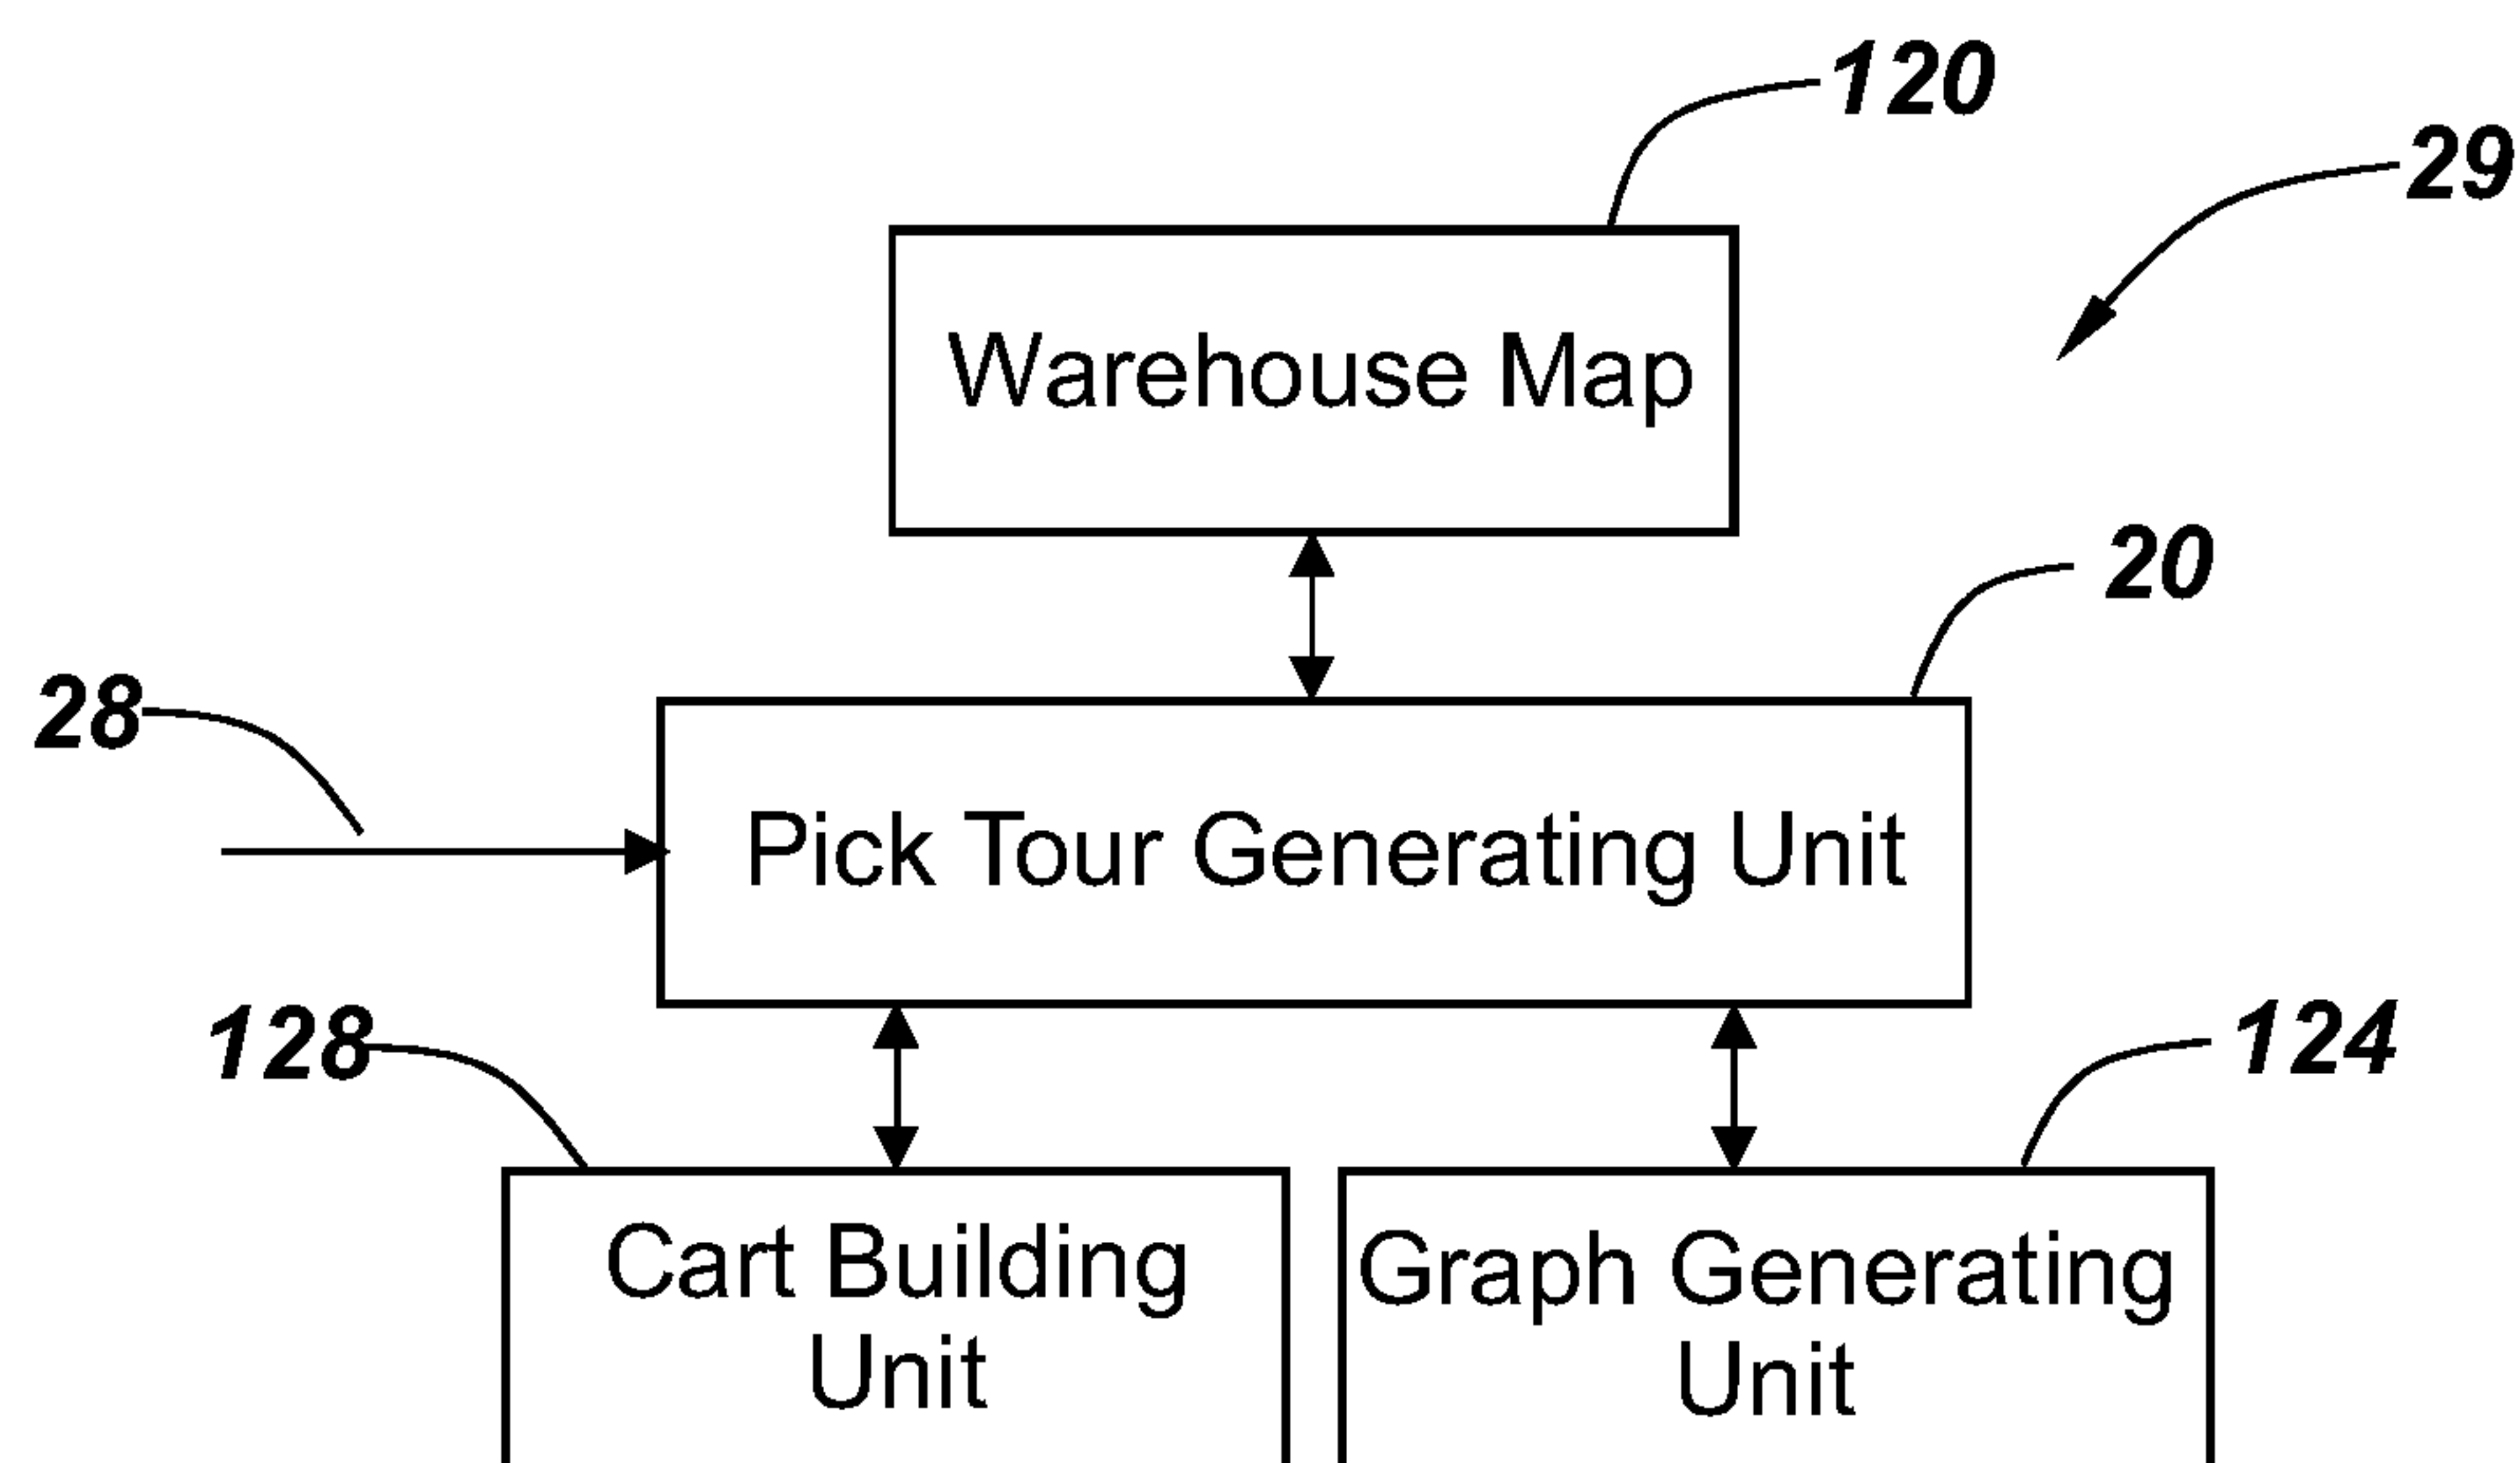 120
29
Warehouse Map
20
28
Pick Tour Generating Unit
128
124
Cart Building
Unit
Graph Generating
Unit